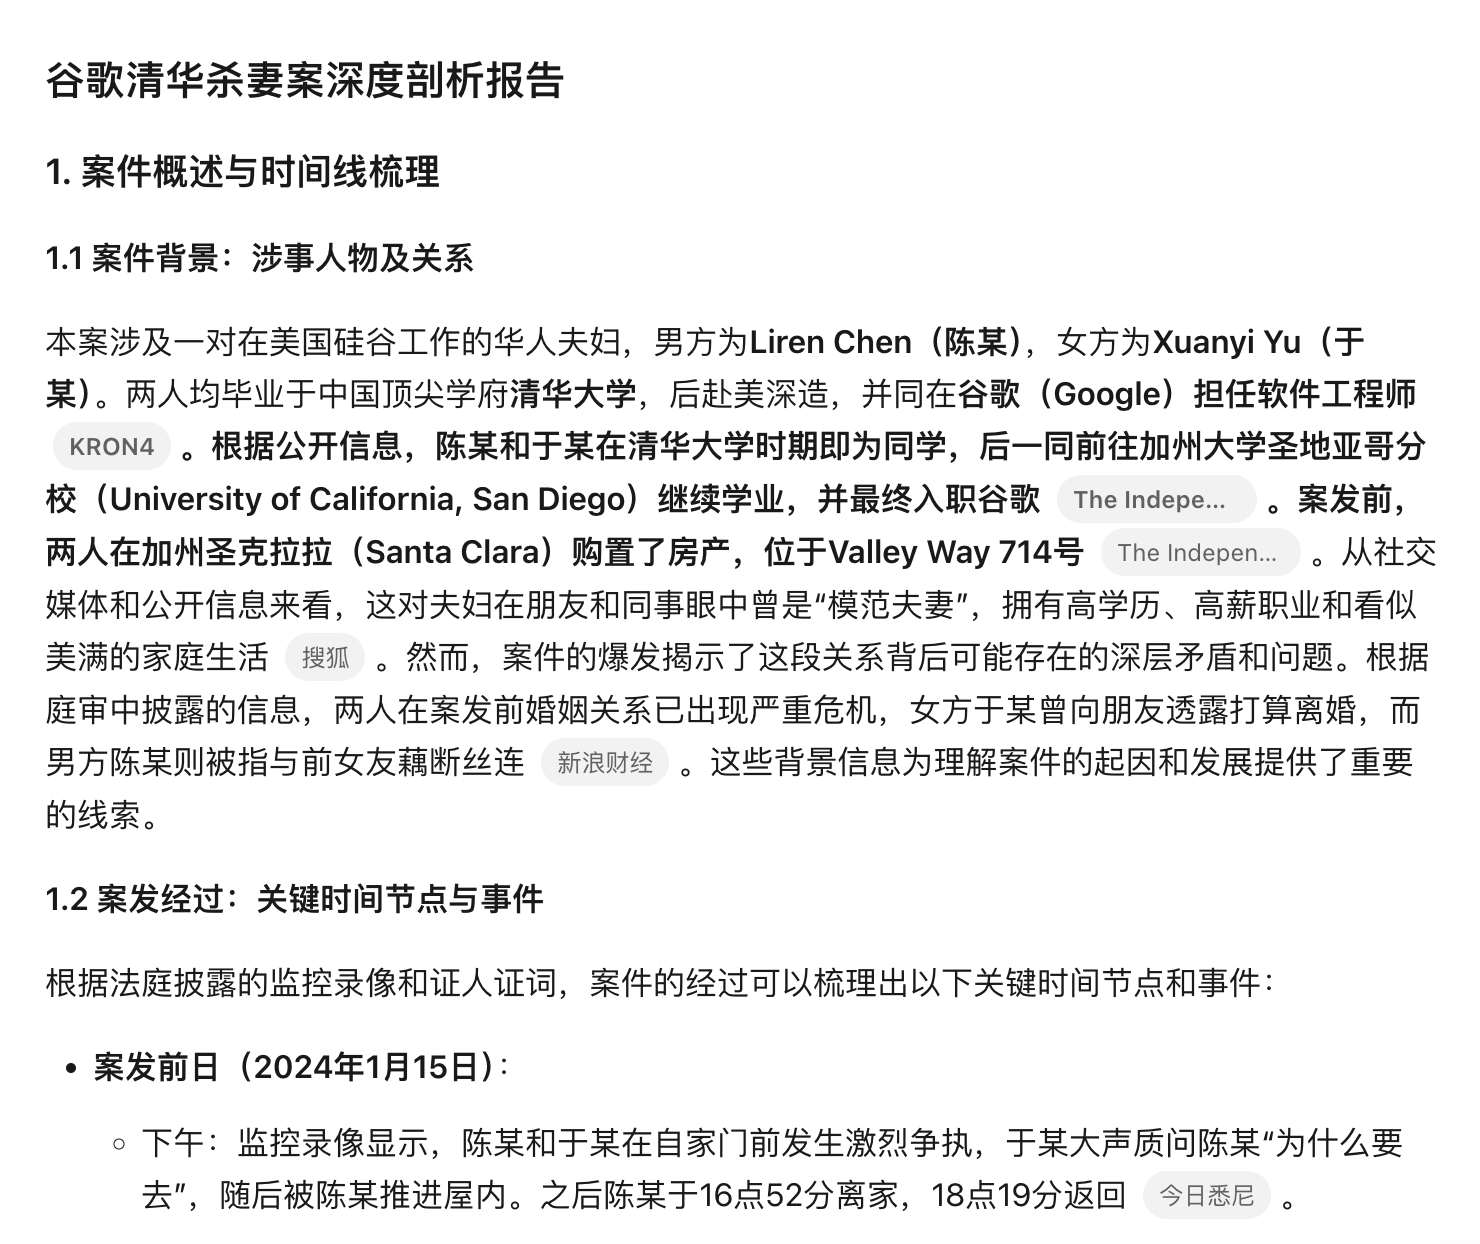 谷歌清华杀妻案深度剖析报告
1. 案件概述与时间线梳理
1.1 案件背景：涉事人物及关系
本案涉及一对在美国硅谷工作的华人夫妇，男方为Liren Chen（陈某），女方为Xuanyi Yu（于
某）。两人均毕业于中国顶尖学府清华大学，后赴美深造，并同在谷歌（Google）担任软件工程师
KRON4 。根据公开信息，陈某和于某在清华大学时期即为同学，后一同前往加州大学圣地亚哥分
校（University of California, San Diego）继续学业，并最终入职谷歌 The Indepe... 。案发前，
两人在加州圣克拉拉（Santa Clara）购置了房产，位于Valley Way 714号 The Indepen... 。从社交
媒体和公开信息来看，这对夫妇在朋友和同事眼中曾是“模范夫妻”，拥有高学历、高薪职业和看似
美满的家庭生活 搜狐 。然而，案件的爆发揭示了这段关系背后可能存在的深层矛盾和问题。根据
庭审中披露的信息，两人在案发前婚姻关系已出现严重危机，女方于某曾向朋友透露打算离婚，而
男方陈某则被指与前女友藕断丝连 新浪财经 。这些背景信息为理解案件的起因和发展提供了重要
的线索。
1.2 案发经过：关键时间节点与事件
根据法庭披露的监控录像和证人证词，案件的经过可以梳理出以下关键时间节点和事件：
• 案发前日（2024年1月15日）：
◦ 下午：监控录像显示，陈某和于某在自家门前发生激烈争执，于某大声质问陈某“为什么要
去”，随后被陈某推进屋内。之后陈某于16点52分离家，18点19分返回 今日悉尼 。